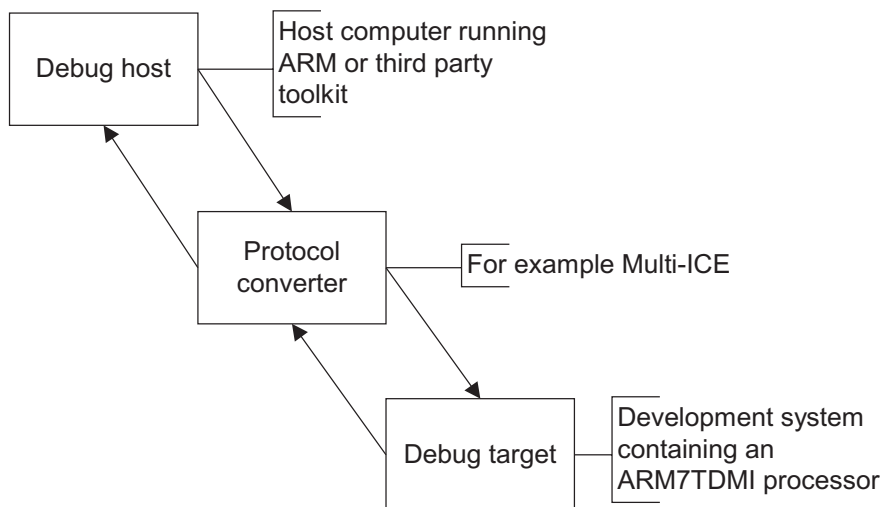 Debug host
Host computer running
ARM or third party
toolkit
Protocol
converter
For example Multi-ICE
Debug target
Development system
containing an
ARM7TDMI processor